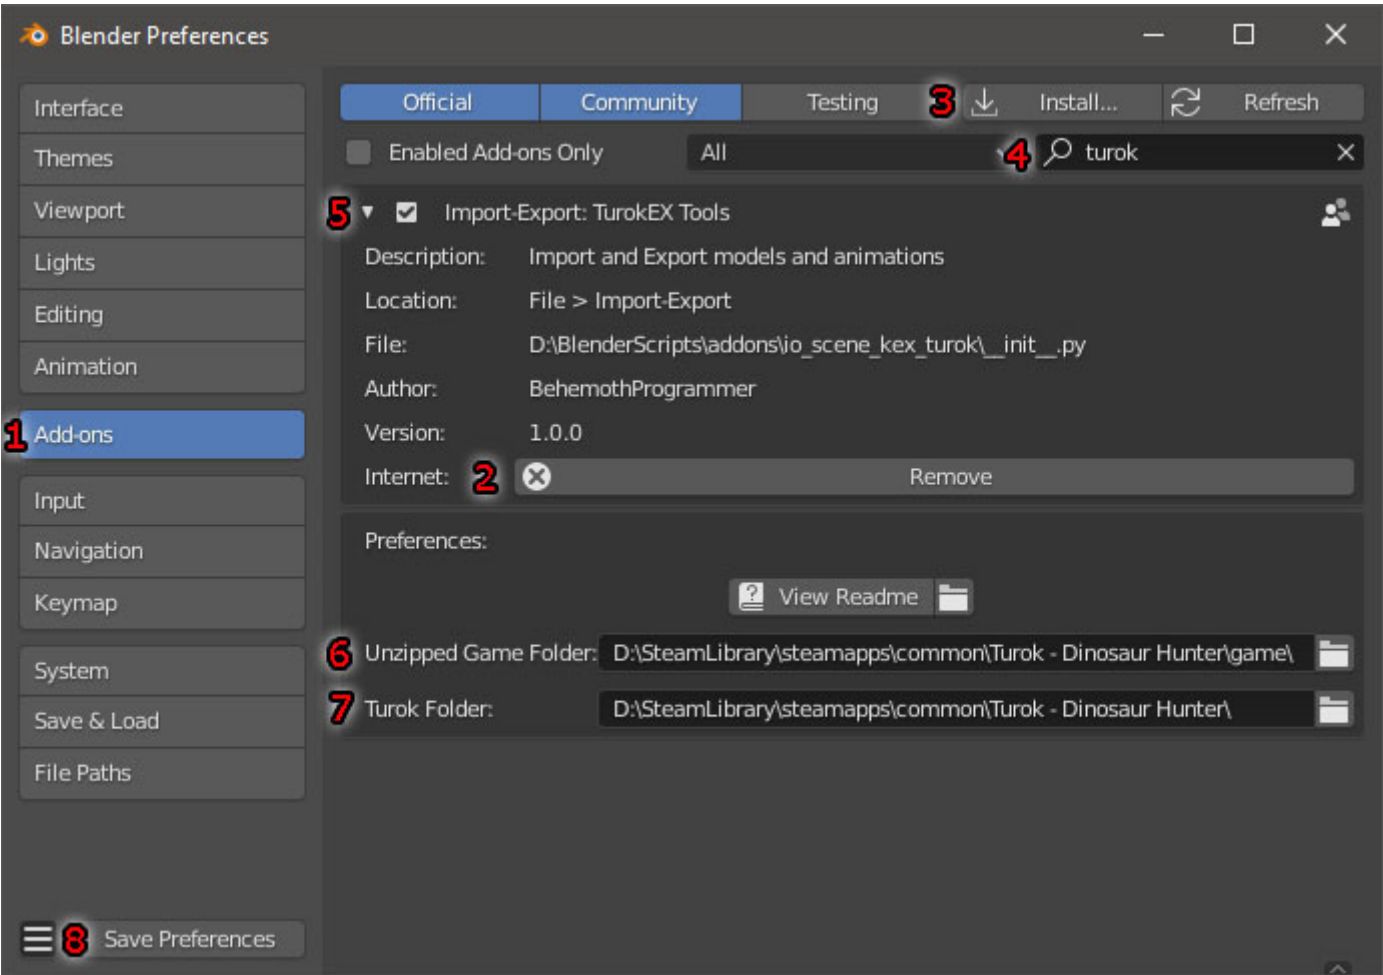 Blender Preferences
Interface
Themes
Viewport
Lights
Editing
Animation
1 Add-ons
Input
Navigation
Keymap
System
Save & Load
File Paths
8 Save Preferences
Official Community Testing 3 Install... Refresh
Enabled Add-ons Only All 4 turok
5 Import-Export: TurokEX Tools
Description: Import and Export models and animations
Location: File > Import-Export
File: D:\BlenderScripts\addons\io_scene_kex_turok\__init__.py
Author: BehemothProgrammer
Version: 1.0.0
Internet: 2 Remove
Preferences:
View Readme
6 Unzipped Game Folder: D:\SteamLibrary\steamapps\common\Turok - Dinosaur Hunter\game\
7 Turok Folder: D:\SteamLibrary\steamapps\common\Turok - Dinosaur Hunter\